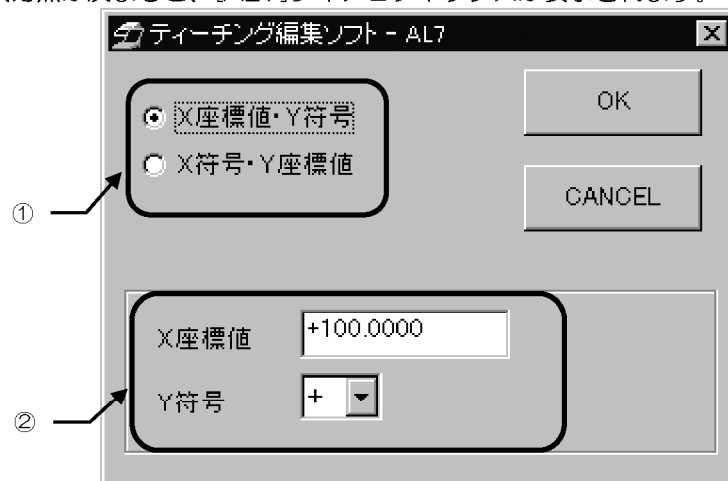 ティーチング編集ソフト - AL7
X座標値・Y符号
X符号・Y座標値
OK
CANCEL
①
X座標値
+100.0000
Y符号
+
②